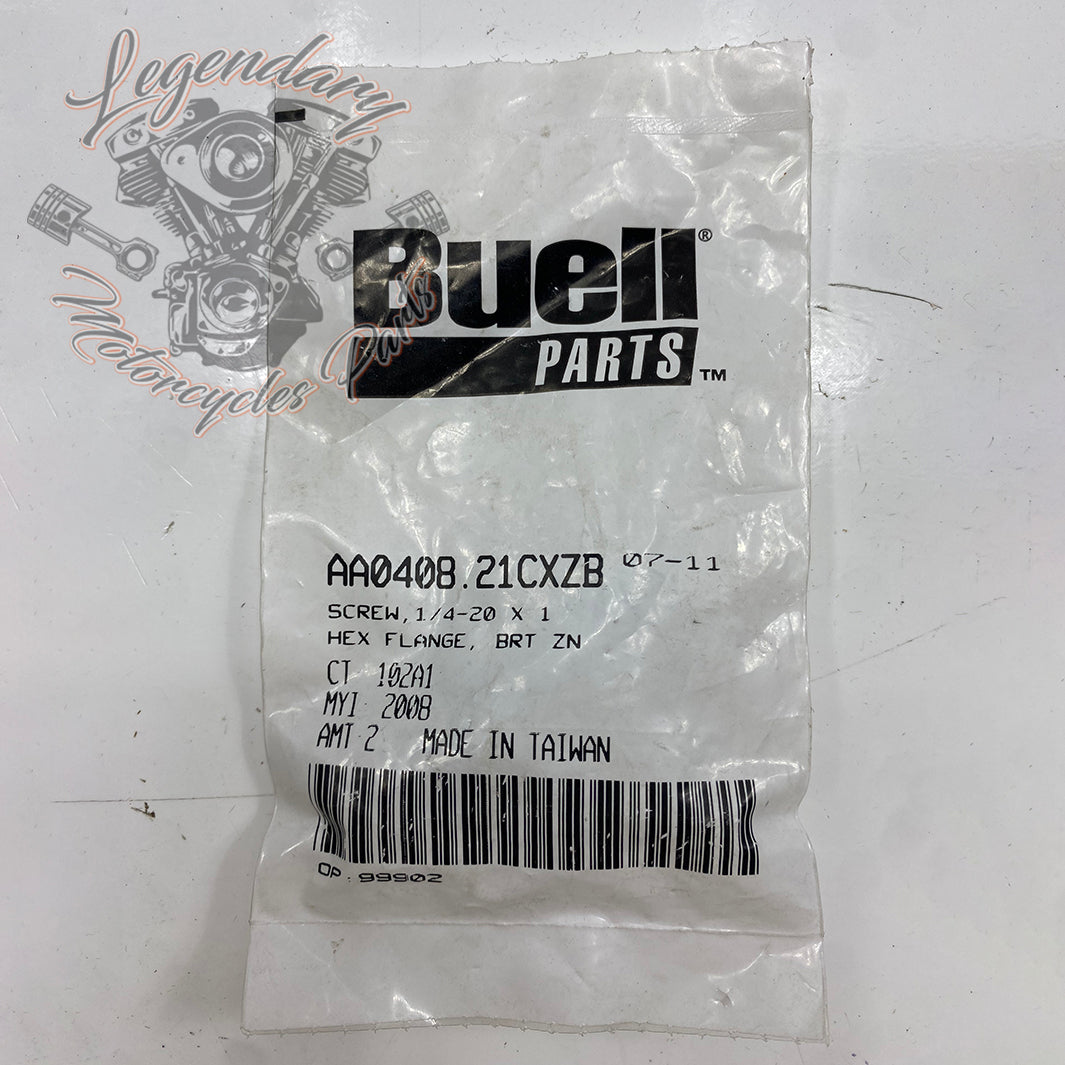 Legendary
Motorcycles Parts
Buell®
PARTS™
AA0408.21CXZB 07-11
SCREW, 1/4-20 X 1
HEX FLANGE, BRT ZN
CT 102A1
MYI 2008
AMT 2 MADE IN TAIWAN
OP: 99902